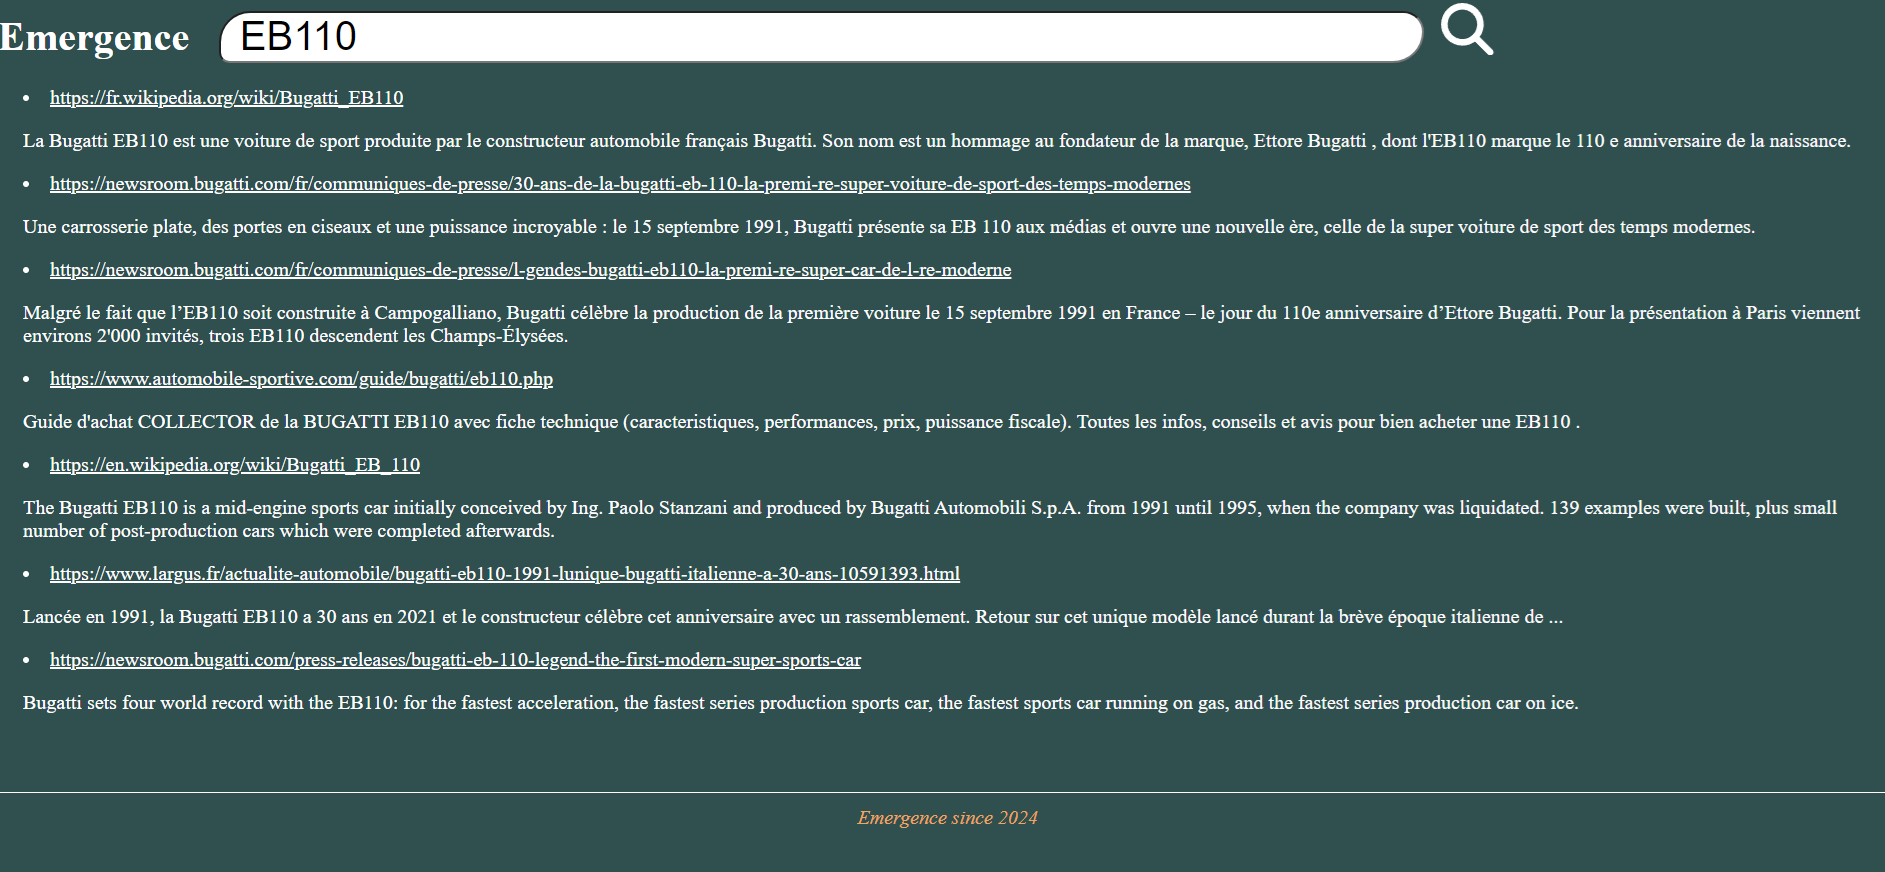 Emergence
EB110
• https://fr.wikipedia.org/wiki/Bugatti_EB110
La Bugatti EB110 est une voiture de sport produite par le constructeur automobile français Bugatti. Son nom est un hommage au fondateur de la marque, Ettore Bugatti , dont l'EB110 marque le 110 e anniversaire de la naissance.
• https://newsroom.bugatti.com/fr/communiques-de-presse/30-ans-de-la-bugatti-eb-110-la-premi-re-super-voiture-de-sport-des-temps-modernes
Une carrosserie plate, des portes en ciseaux et une puissance incroyable : le 15 septembre 1991, Bugatti présente sa EB 110 aux médias et ouvre une nouvelle ère, celle de la super voiture de sport des temps modernes.
• https://newsroom.bugatti.com/fr/communiques-de-presse/l-gendes-bugatti-eb110-la-premi-re-super-car-de-l-re-moderne
Malgré le fait que l’EB110 soit construite à Campogalliano, Bugatti célèbre la production de la première voiture le 15 septembre 1991 en France – le jour du 110e anniversaire d’Ettore Bugatti. Pour la présentation à Paris viennent
environs 2'000 invités, trois EB110 descendent les Champs-Élysées.
• https://www.automobile-sportive.com/guide/bugatti/eb110.php
Guide d'achat COLLECTOR de la BUGATTI EB110 avec fiche technique (caracteristiques, performances, prix, puissance fiscale). Toutes les infos, conseils et avis pour bien acheter une EB110 .
• https://en.wikipedia.org/wiki/Bugatti_EB_110
The Bugatti EB110 is a mid-engine sports car initially conceived by Ing. Paolo Stanzani and produced by Bugatti Automobili S.p.A. from 1991 until 1995, when the company was liquidated. 139 examples were built, plus small
number of post-production cars which were completed afterwards.
• https://www.largus.fr/actualite-automobile/bugatti-eb110-1991-lunique-bugatti-italienne-a-30-ans-10591393.html
Lancée en 1991, la Bugatti EB110 a 30 ans en 2021 et le constructeur célèbre cet anniversaire avec un rassemblement. Retour sur cet unique modèle lancé durant la brève époque italienne de ...
• https://newsroom.bugatti.com/press-releases/bugatti-eb-110-legend-the-first-modern-super-sports-car
Bugatti sets four world record with the EB110: for the fastest acceleration, the fastest series production sports car, the fastest sports car running on gas, and the fastest series production car on ice.
Emergence since 2024